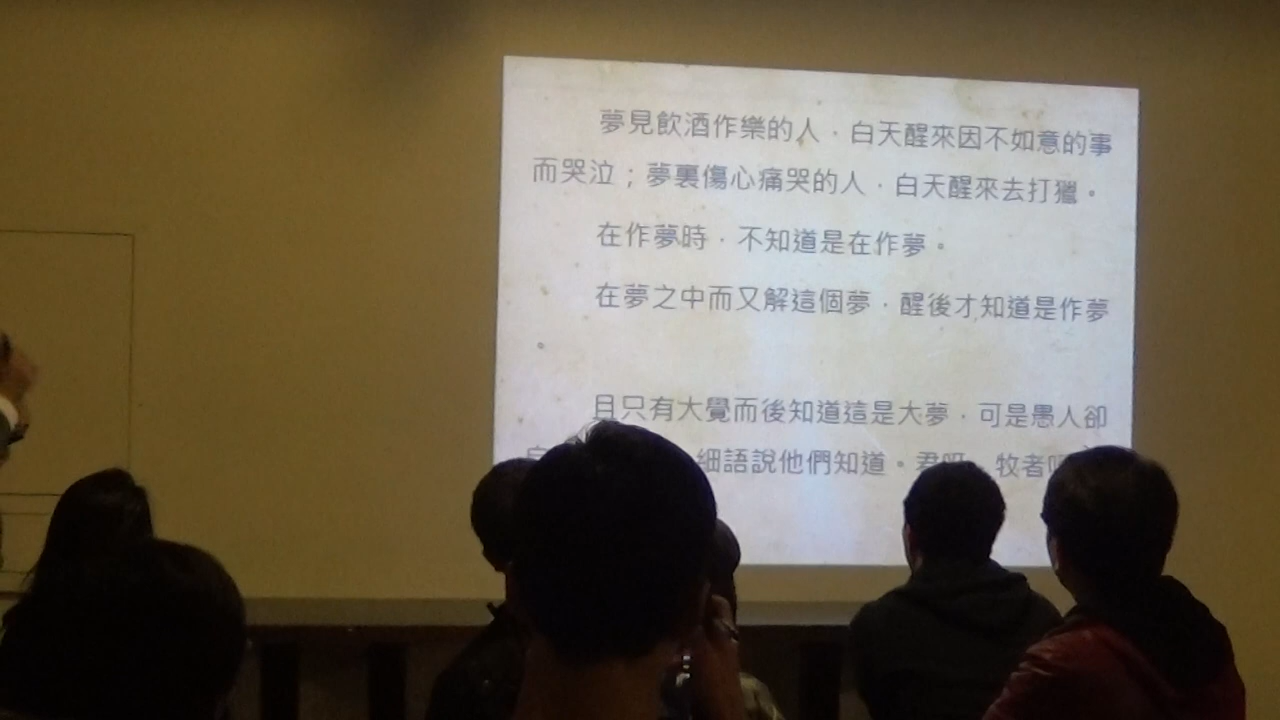 夢見飲酒作樂的人，白天醒來因不如意的事
而哭泣；夢裏傷心痛哭的人，白天醒來去打獵。
在作夢時，不知道是在作夢。
在夢之中而又解這個夢，醒後才知道是作夢
。
且只有大覺而後知道這是大夢，可是愚人卻
細語說他們知道。君呀 牧者